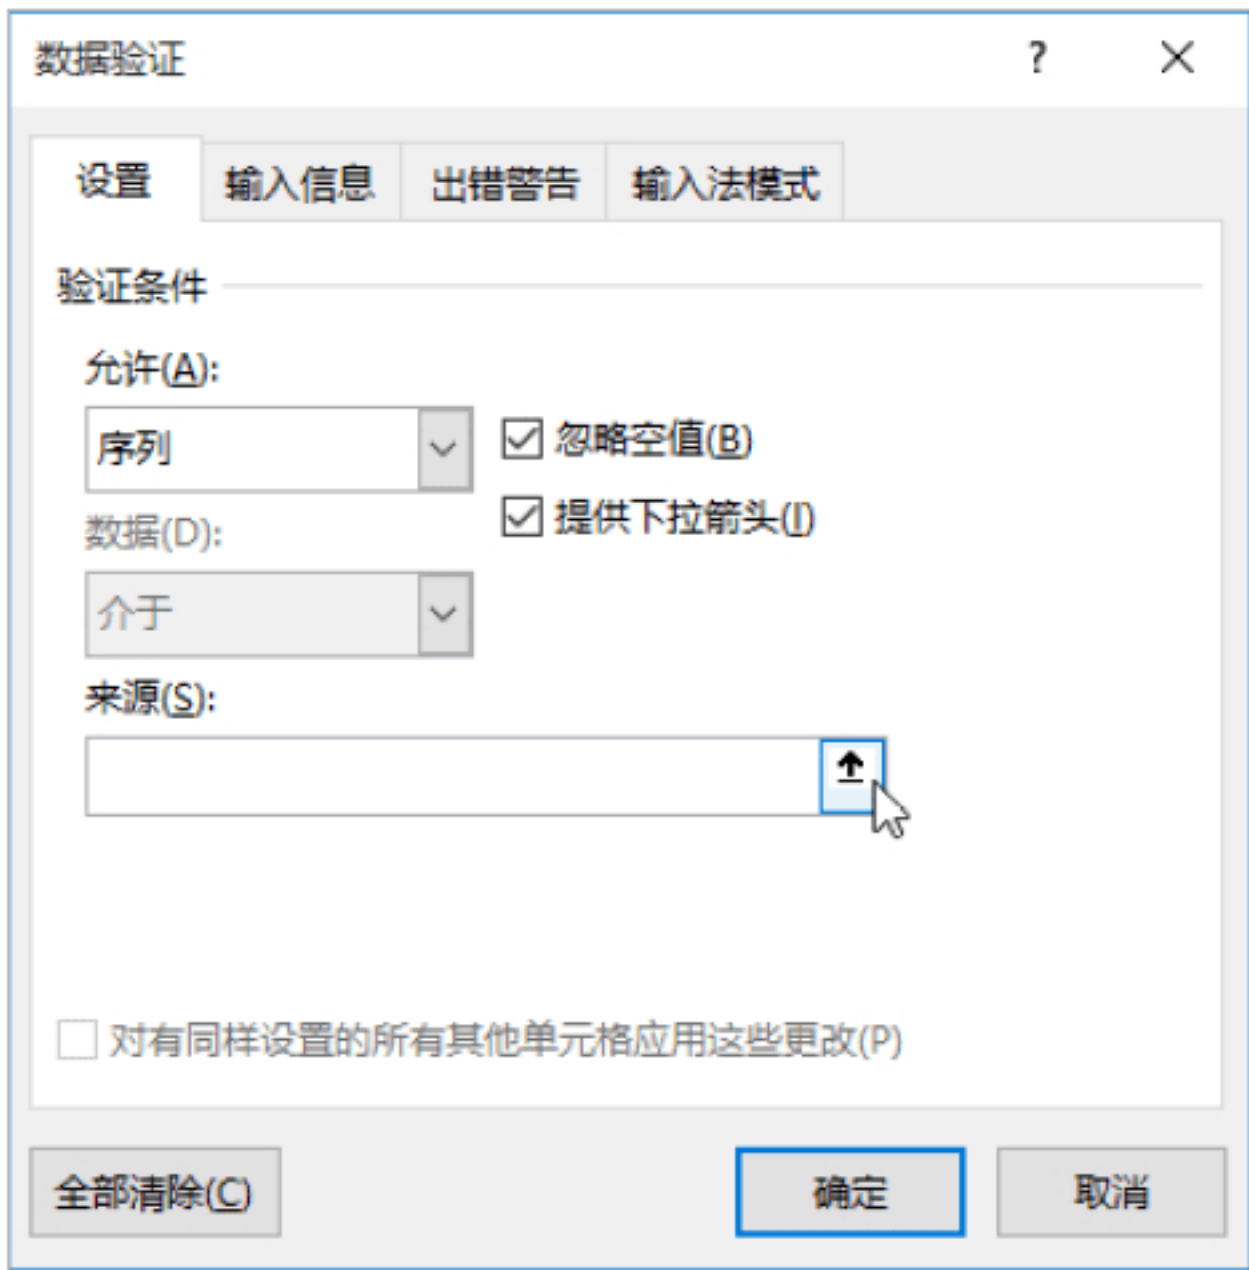 数据验证 ?
设置 输入信息 出错警告 输入法模式
验证条件
允许(A):
序列 忽略空值(B)
提供下拉箭头(I)
数据(D):
介于
来源(S):
对有同样设置的所有其他单元格应用这些更改(P)
全部清除(C) 确定 取消